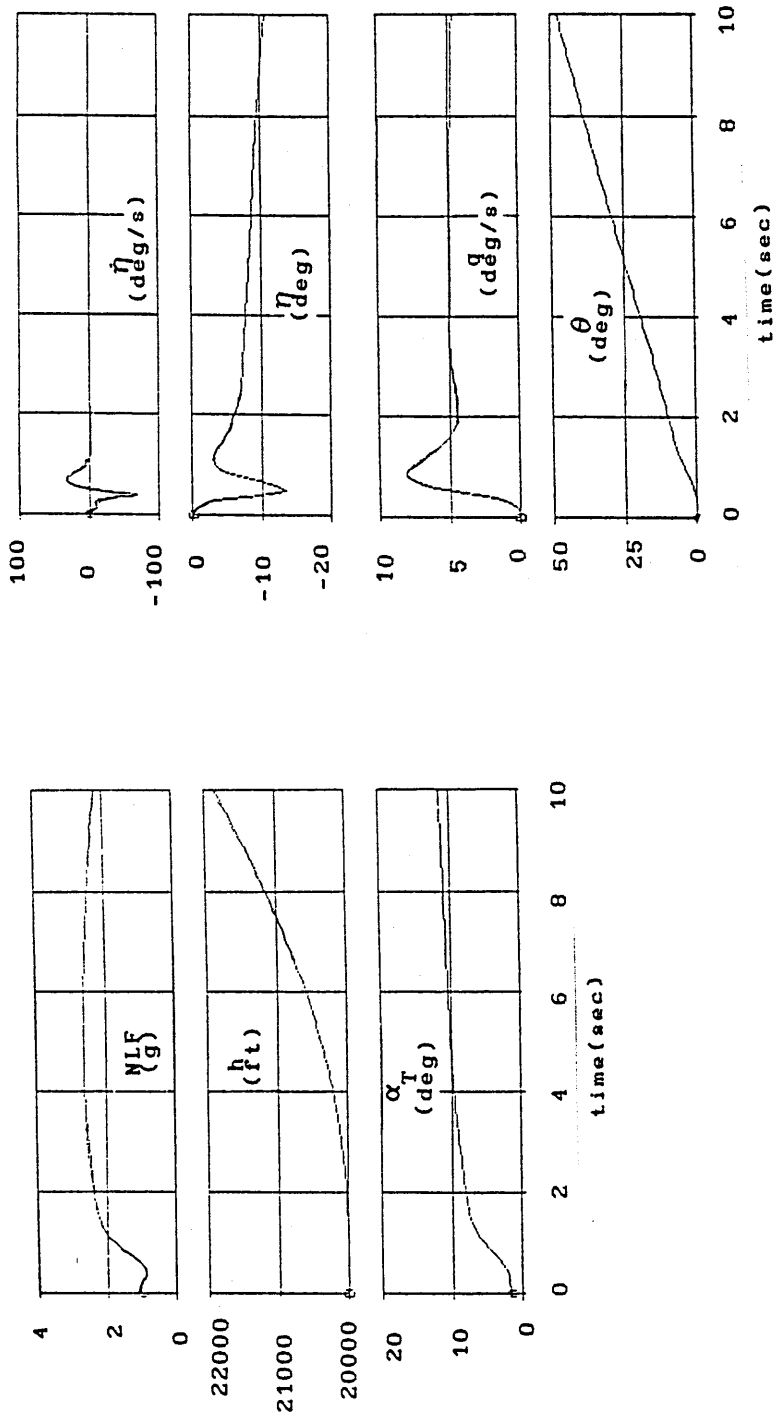 4
2
0
NLF
(g)
22000
21000
20000
h
(ft)
20
10
0
α_T
(deg)
0 2 4 6 8 10
time(sec)
100
0
-100
η̇
(deg/s)
0
-10
-20
η
(deg)
10
5
0
q
(deg/s)
50
25
0
θ
(deg)
0 2 4 6 8 10
time(sec)